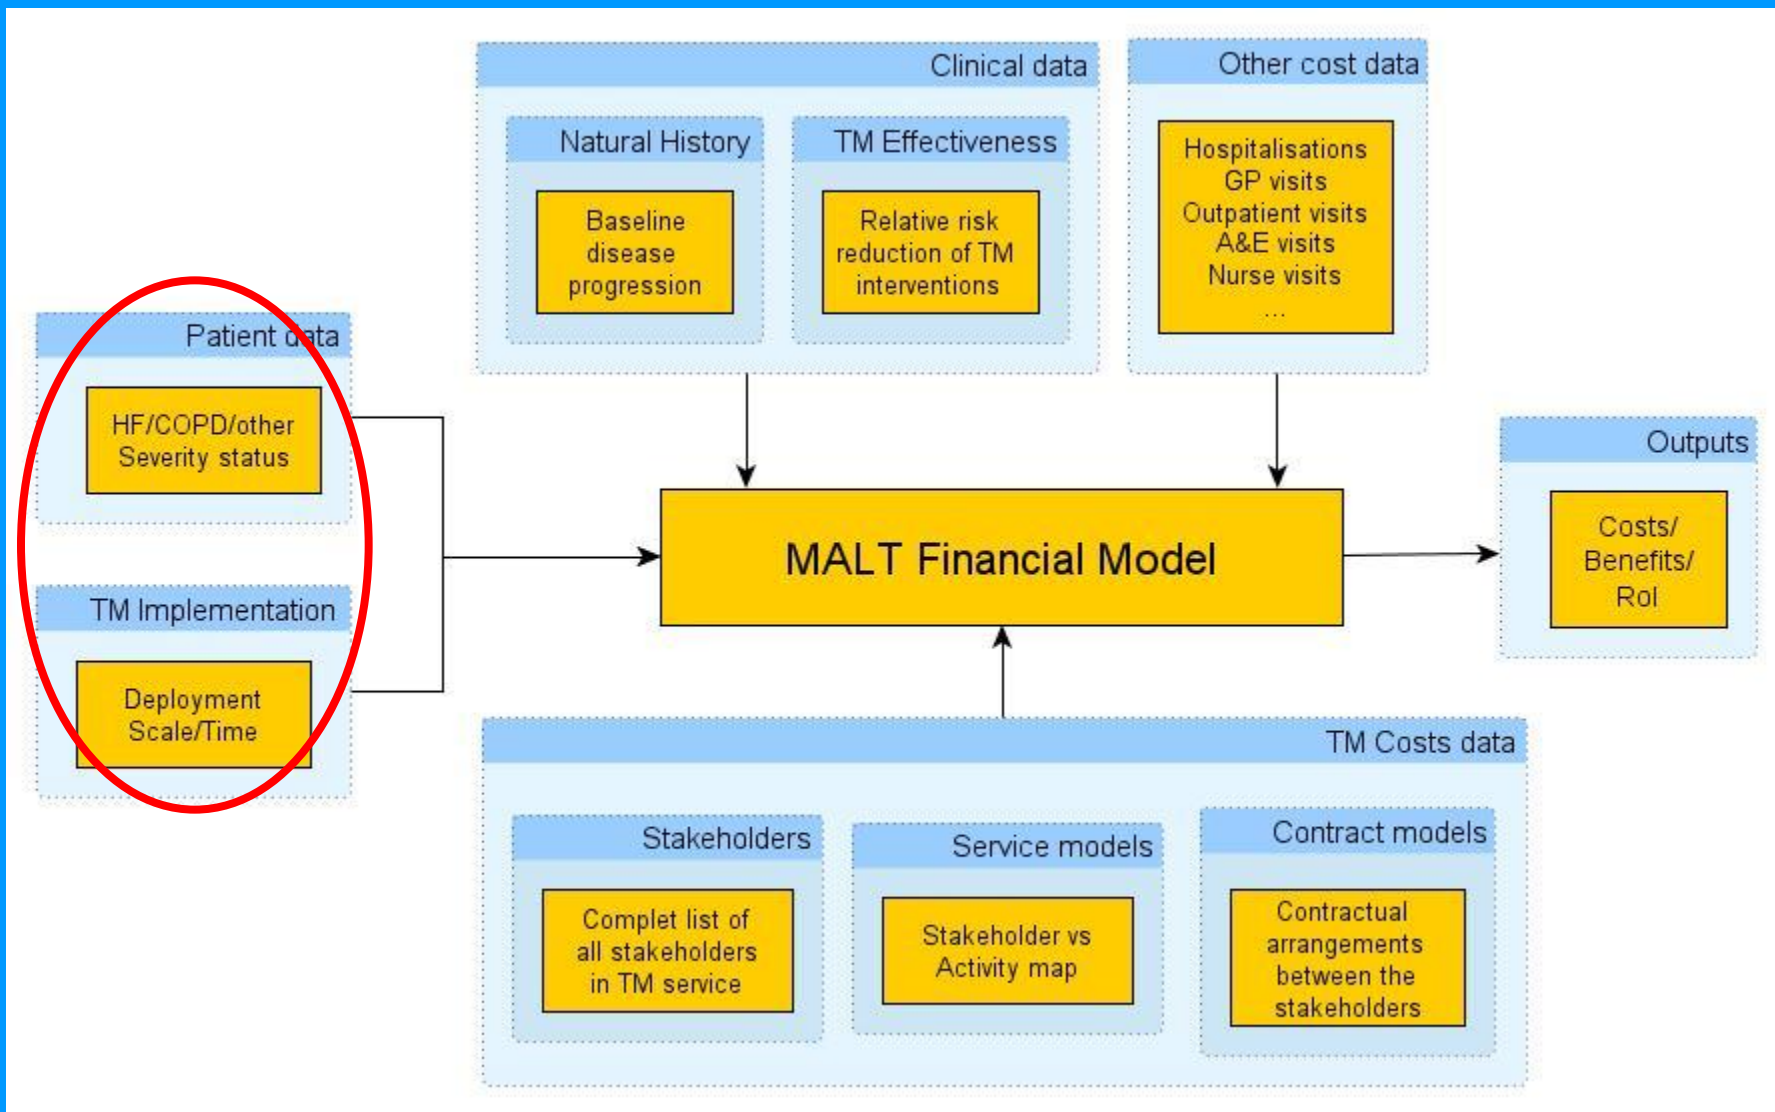 Clinical data
Other cost data
Natural History
TM Effectiveness
Baseline
disease
progression
Relative risk
reduction of TM
interventions
Hospitalisations
GP visits
Outpatient visits
A&E visits
Nurse visits
...
Patient data
HF/COPD/other
Severity status
TM Implementation
Deployment
Scale/Time
MALT Financial Model
Outputs
Costs/
Benefits/
RoI
TM Costs data
Stakeholders
Complet list of
all stakeholders
in TM service
Service models
Stakeholder vs
Activity map
Contract models
Contractual
arrangements
between the
stakeholders